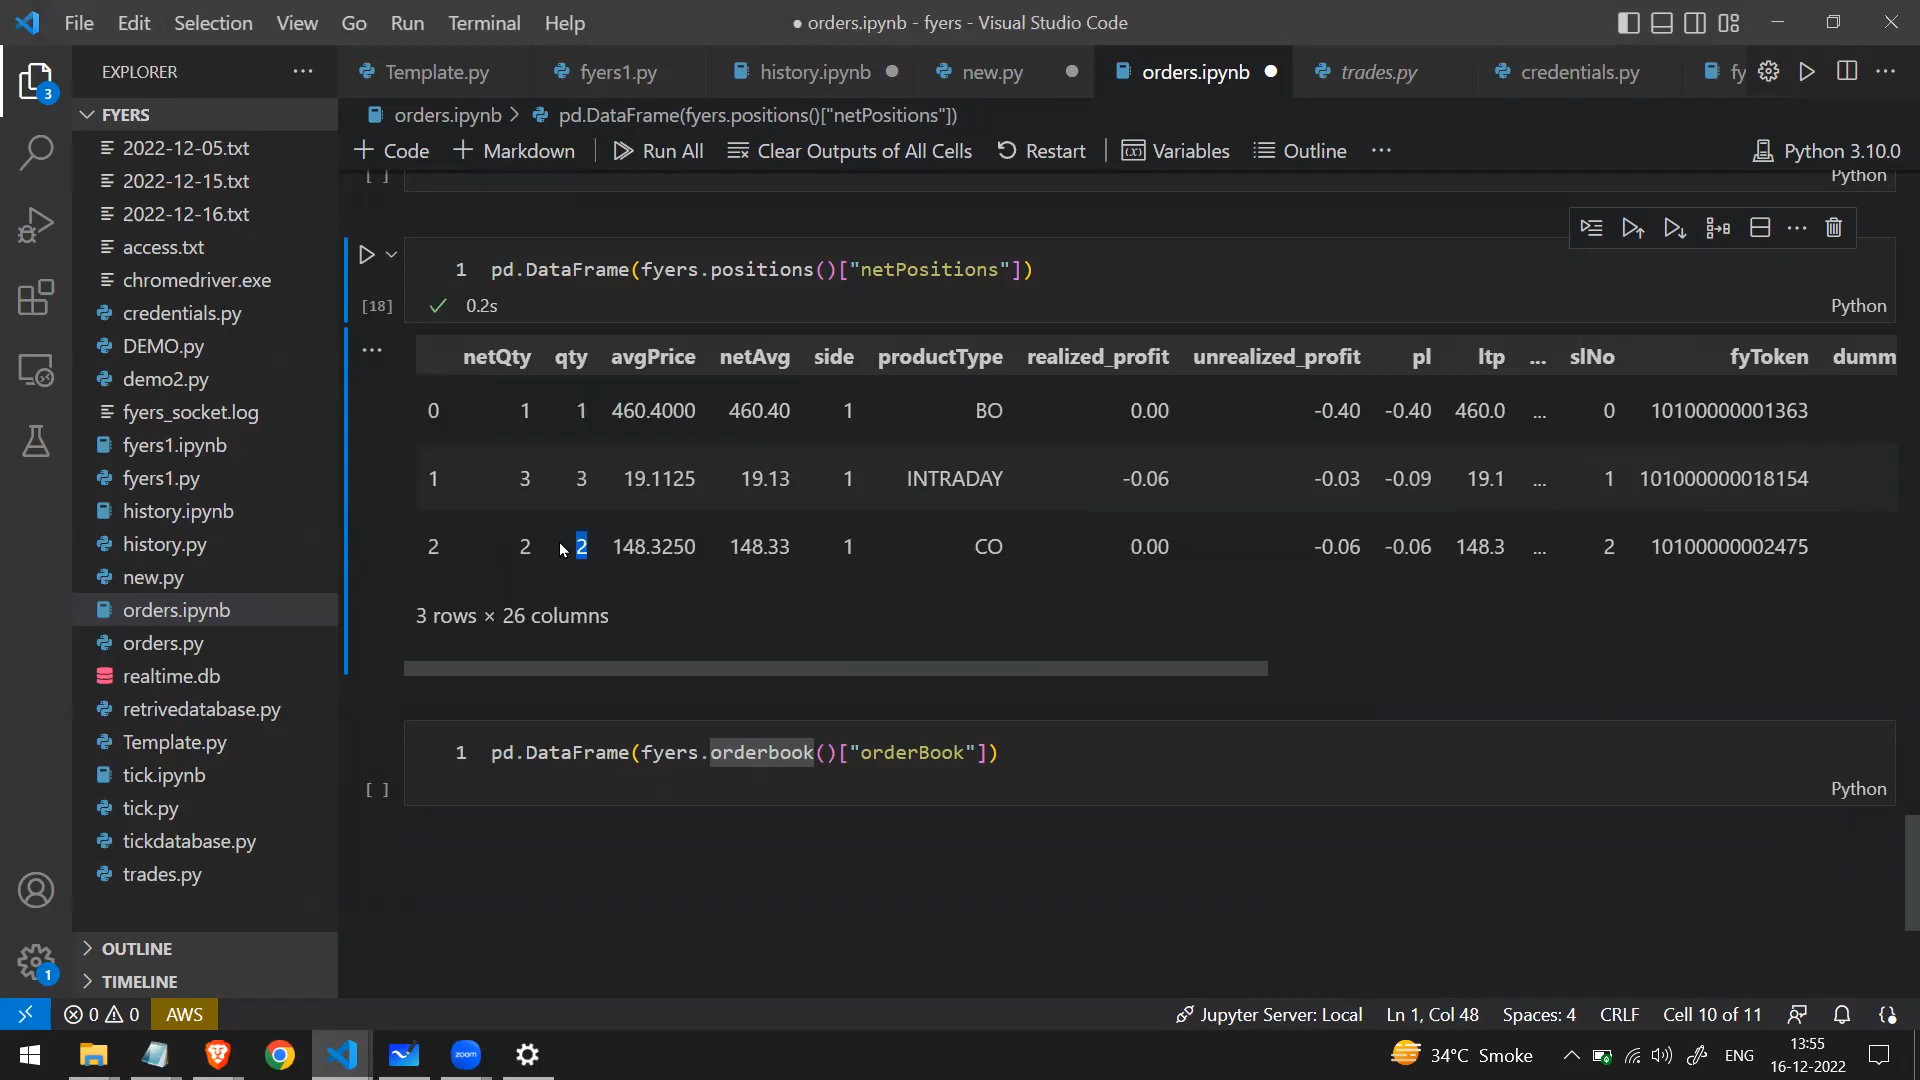 File Edit Selection View Go Run Terminal Help
● orders.ipynb - fyers - Visual Studio Code
EXPLORER
Template.py fyers1.py history.ipynb new.py orders.ipynb trades.py credentials.py fy
FYERS
orders.ipynb > pd.DataFrame(fyers.positions()["netPositions"])
+ Code + Markdown Run All Clear Outputs of All Cells Restart Variables Outline ... Python 3.10.0
[ ] Python
2022-12-05.txt
2022-12-15.txt
2022-12-16.txt
access.txt
chromedriver.exe
credentials.py
DEMO.py
demo2.py
fyers_socket.log
fyers1.ipynb
fyers1.py
history.ipynb
history.py
new.py
orders.ipynb
orders.py
realtime.db
retrivedatabase.py
Template.py
tick.ipynb
tick.py
tickdatabase.py
trades.py
OUTLINE
TIMELINE
3
1
1 pd.DataFrame(fyers.positions()["netPositions"])
[18] ✓ 0.2s Python
netQty qty avgPrice netAvg side productType realized_profit unrealized_profit pl ltp ... slNo fyToken dumm
0 1 1 460.4000 460.40 1 BO 0.00 -0.40 -0.40 460.0 ... 0 10100000001363
1 3 3 19.1125 19.13 1 INTRADAY -0.06 -0.03 -0.09 19.1 ... 1 101000000018154
2 2 2 148.3250 148.33 1 CO 0.00 -0.06 -0.06 148.3 ... 2 10100000002475
3 rows × 26 columns
1 pd.DataFrame(fyers.orderbook()["orderBook"])
[ ] Python
0 0 AWS Jupyter Server: Local Ln 1, Col 48 Spaces: 4 CRLF Cell 10 of 11
zoom 34°C Smoke ENG 13:55
16-12-2022